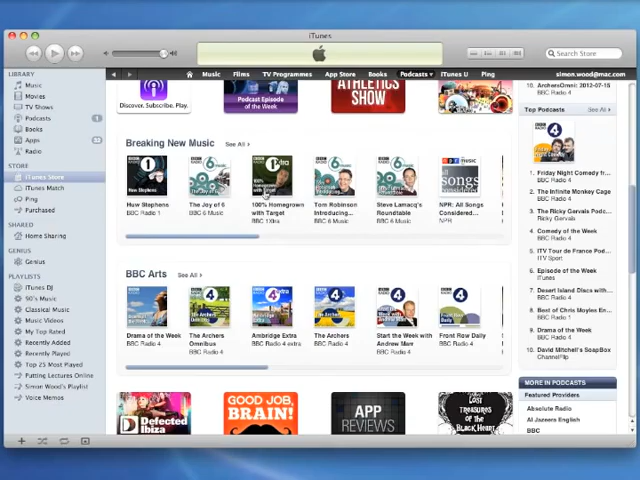 iTunes
Search Store
Music
Films
TV Programmes
App Store
Books
Podcasts
iTunes U
Ping
simon.wood@mac.com
LIBRARY
Music
Movies
TV Shows
Podcasts
Books
Apps
Radio
STORE
iTunes Store
iTunes Match
Ping
Purchased
SHARED
Home Sharing
GENIUS
Genius
PLAYLISTS
iTunes DJ
90's Music
Classical Music
Music Videos
My Top Rated
Recently Added
Recently Played
Top 25 Most Played
Putting Lectures Online
Simon Wood's Playlist
Voice Memos
Discover. Subscribe. Play.
Podcast Episode
of the Week
ATHLETICS
SHOW
Breaking New Music
See All >
Huw Stephens
BBC Radio 1
The Joy of 6
BBC 6 Music
100% Homegrown
with Target
BBC 1Xtra
Tom Robinson
Introducing...
BBC 6 Music
Steve Lamacq's
Roundtable
BBC 6 Music
NPR: All Songs
Considered...
NPR
BBC Arts
See All >
Drama of the Week
BBC Radio 4
The Archers
Omnibus
BBC Radio 4
Ambridge Extra
BBC Radio 4 extra
The Archers
BBC Radio 4
Start the Week with
Andrew Marr
BBC Radio 4
Front Row Daily
BBC Radio 4
Defected
Ibiza
GOOD JOB,
BRAIN!
APP
REVIEWS
LOST
TREASURES
of the
BLACK HEART
10. ArchersOmni: 2012-07-15
BBC Radio 4
Top Podcasts
See All >
1. Friday Night Comedy fr...
BBC Radio 4
2. The Infinite Monkey Cage
BBC Radio 4
3. The Ricky Gervais Podc...
Ricky Gervais
4. Comedy of the Week
BBC Radio 4
5. ITV Tour de France Pod...
ITV
6. Episode of the Week
iTunes
7. Desert Island Discs with...
BBC Radio 4
8. Best of Chris Moyles En...
BBC Radio 1
9. Drama of the Week
BBC Radio 4
10. David Mitchell's SoapBox
ChannelFlip
MORE IN PODCASTS
Featured Providers
Absolute Radio
Al Jazeera English
BBC